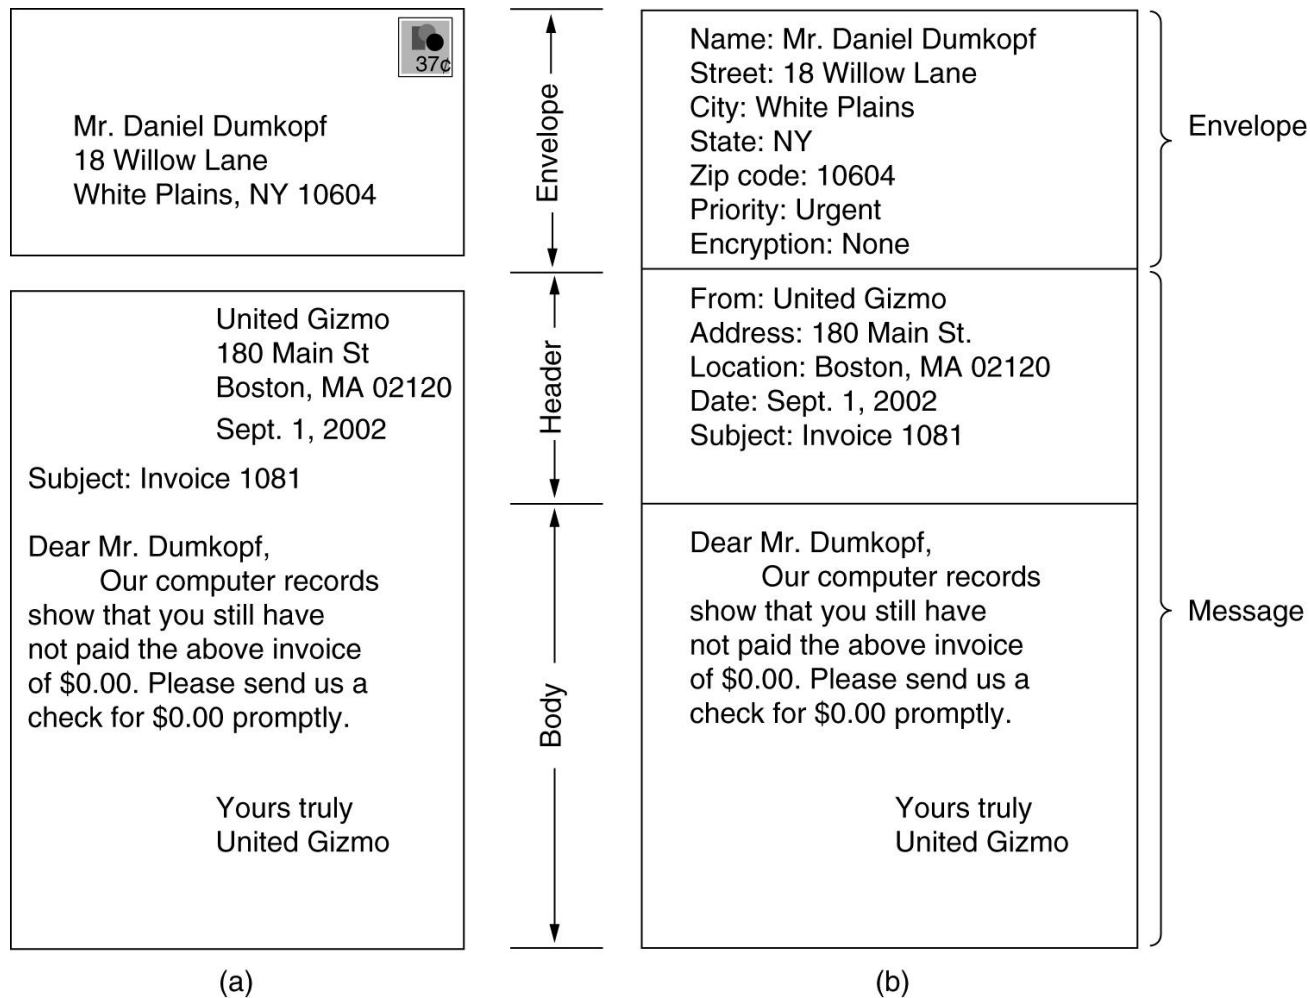 37¢
Mr. Daniel Dumkopf
18 Willow Lane
White Plains, NY 10604
United Gizmo
180 Main St
Boston, MA 02120
Sept. 1, 2002
Subject: Invoice 1081
Dear Mr. Dumkopf,
Our computer records
show that you still have
not paid the above invoice
of $0.00. Please send us a
check for $0.00 promptly.
Yours truly
United Gizmo
(a)
Envelope
Header
Body
Name: Mr. Daniel Dumkopf
Street: 18 Willow Lane
City: White Plains
State: NY
Zip code: 10604
Priority: Urgent
Encryption: None
From: United Gizmo
Address: 180 Main St.
Location: Boston, MA 02120
Date: Sept. 1, 2002
Subject: Invoice 1081
Dear Mr. Dumkopf,
Our computer records
show that you still have
not paid the above invoice
of $0.00. Please send us a
check for $0.00 promptly.
Yours truly
United Gizmo
(b)
Envelope
Message